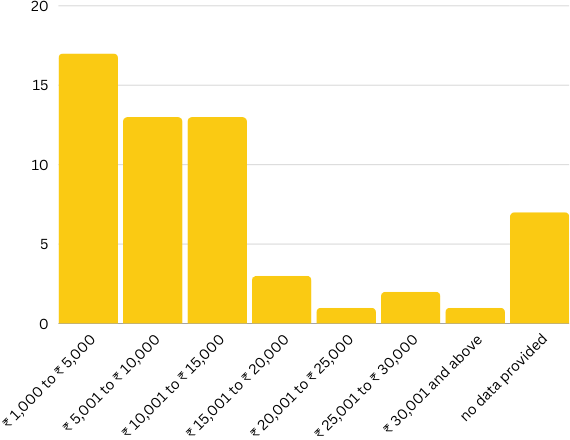 20
15
10
5
0
₹ 1,000 to ₹ 5,000
₹ 5,001 to ₹ 10,000
₹ 10,001 to ₹ 15,000
₹ 15,001 to ₹ 20,000
₹ 20,001 to ₹ 25,000
₹ 25,001 to ₹ 30,000
₹ 30,001 and above
no data provided